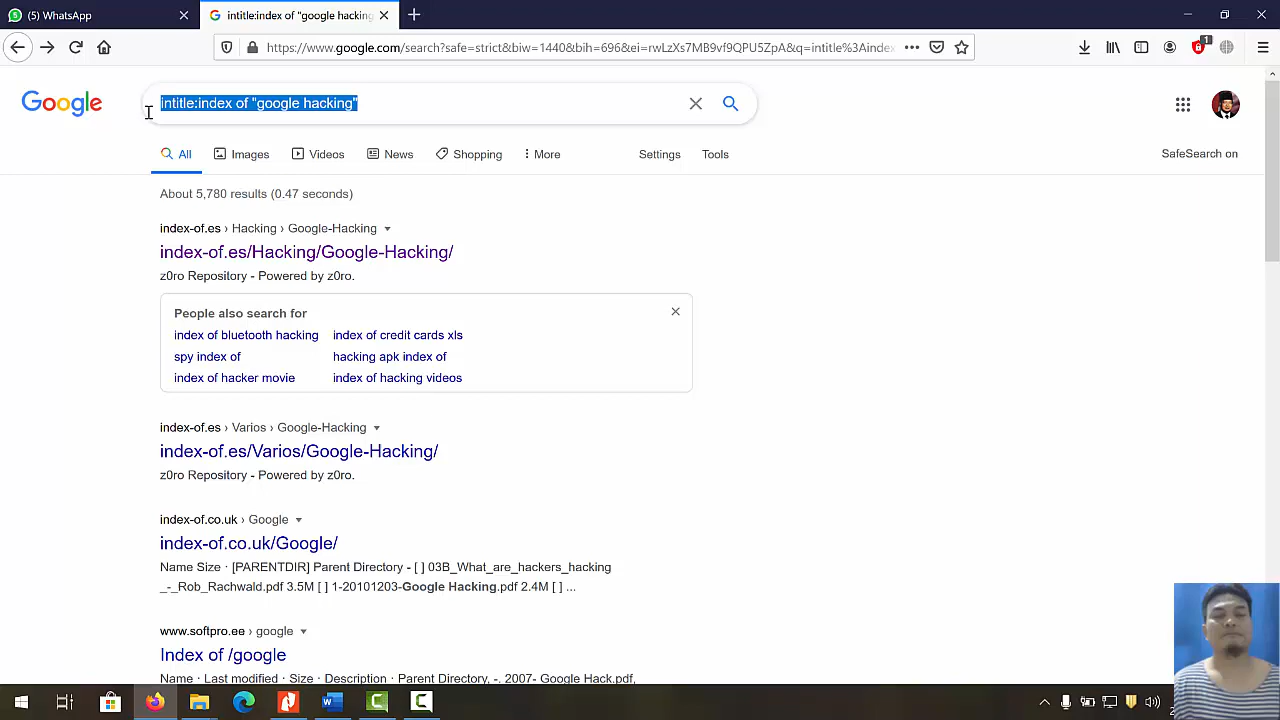 (5) WhatsApp
intitle:index of "google hacking
https://www.google.com/search?safe=strict&biw=1440&bih=696&ei=rwLzXs7MB9vf9QPU5ZpA&q=intitle%3Ainde
1
Google
intitle:index of "google hacking"
All
Images
Videos
News
Shopping
More
Settings
Tools
SafeSearch on
About 5,780 results (0.47 seconds)
index-of.es › Hacking › Google-Hacking
index-of.es/Hacking/Google-Hacking/
z0ro Repository - Powered by z0ro.
People also search for
index of bluetooth hacking
index of credit cards xls
spy index of
hacking apk index of
index of hacker movie
index of hacking videos
index-of.es › Varios › Google-Hacking
index-of.es/Varios/Google-Hacking/
z0ro Repository - Powered by z0ro.
index-of.co.uk › Google
index-of.co.uk/Google/
Name Size · [PARENTDIR] Parent Directory - [ ] 03B_What_are_hackers_hacking
_-_Rob_Rachwald.pdf 3.5M [ ] 1-20101203-Google Hacking.pdf 2.4M [ ] ...
www.softpro.ee › google
Index of /google
Name · Last modified · Size · Description · Parent Directory, -. 2007- Google Hack.pdf,